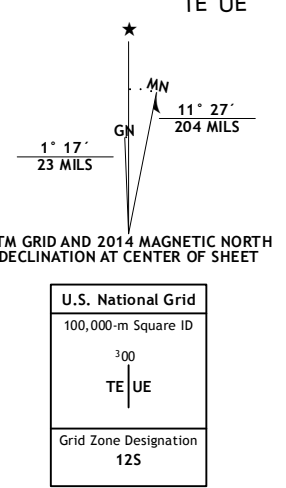 TE UE
★
MN
11° 27´
204 MILS
GN
1° 17´
23 MILS
TM GRID AND 2014 MAGNETIC NORTH
DECLINATION AT CENTER OF SHEET
U.S. National Grid
100,000-m Square ID
³00
TE UE
Grid Zone Designation
12S